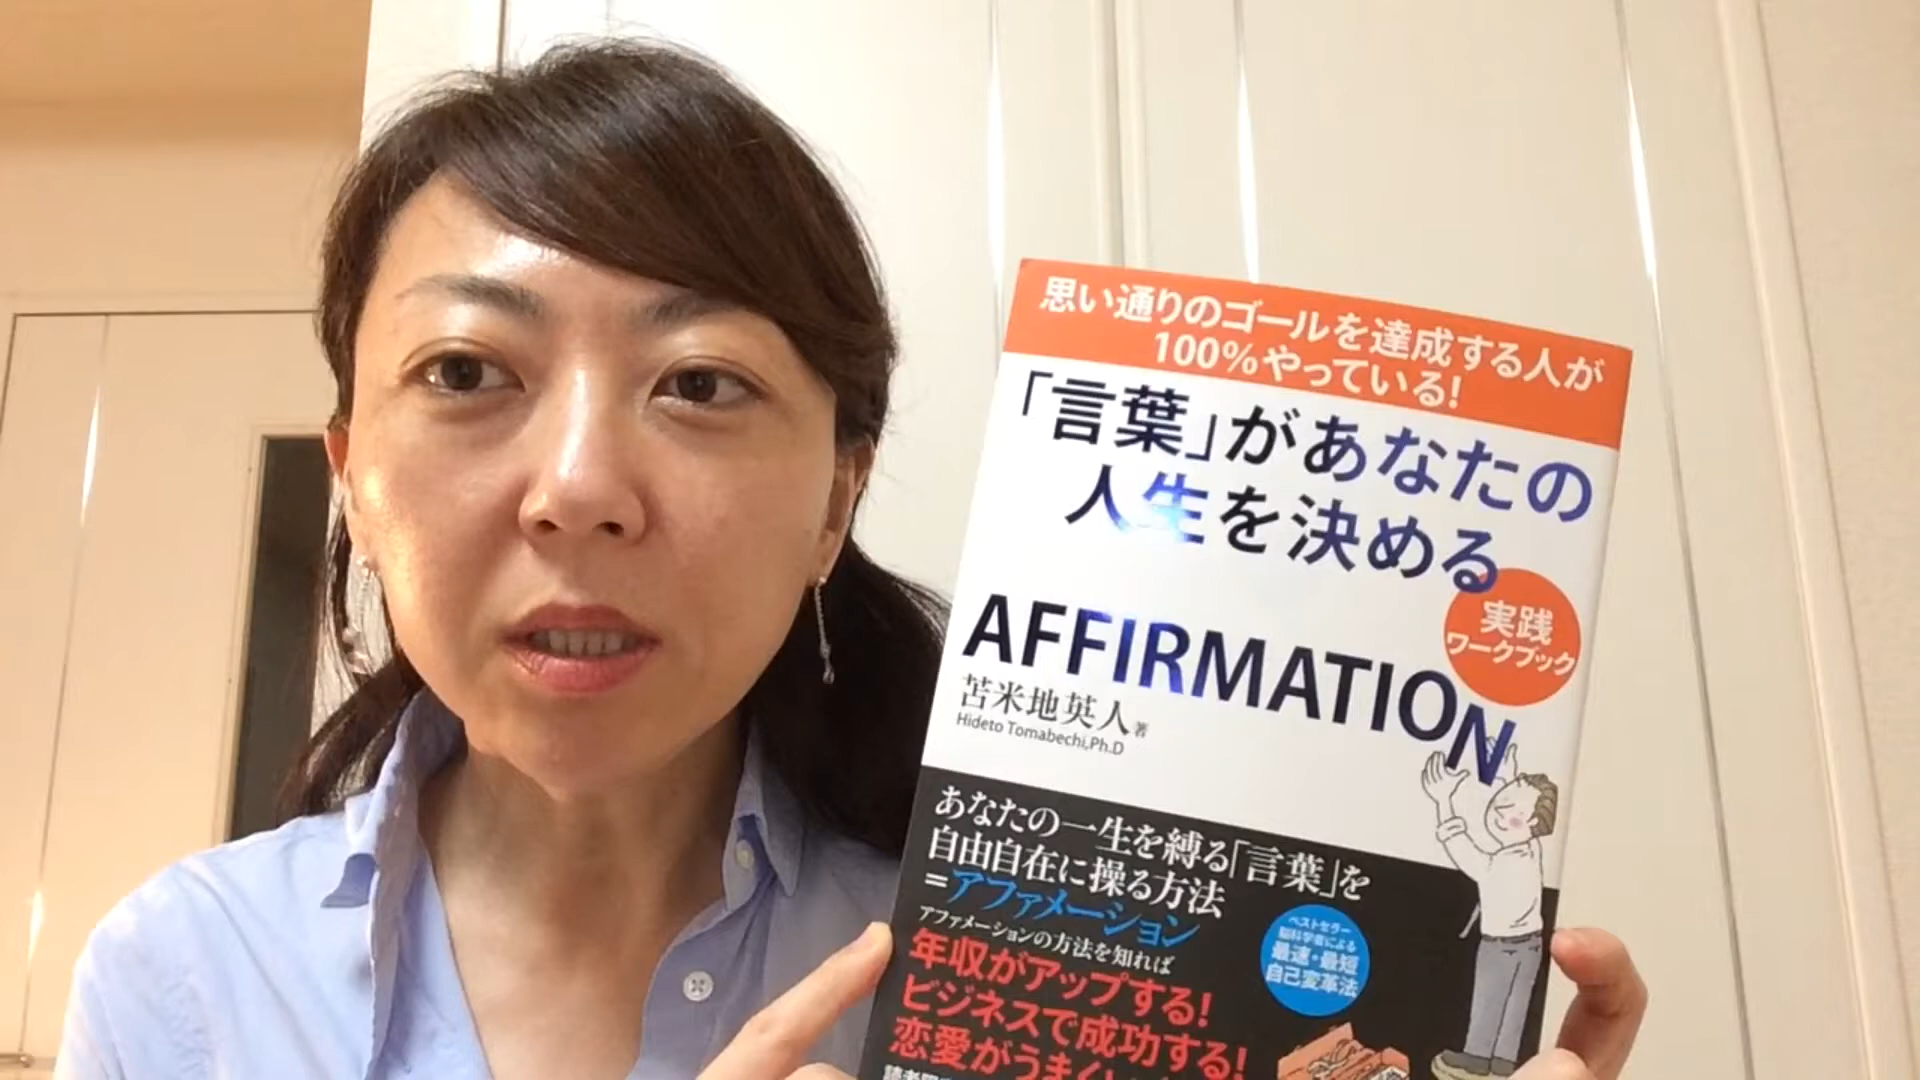 思い通りのゴールを達成する人が
100%やっている!
「言葉」があなたの
人生を決める
実践
ワークブック
AFFIRMATION
苫米地英人 著
Hideto Tomabechi,Ph.D
あなたの一生を縛る「言葉」を
自由自在に操る方法
=アファメーション
アファメーションの方法を知れば
年収がアップする!
ビジネスで成功する!
恋愛がうまく
ベストセラー
脳科学者による
最速・最短
自己変革法